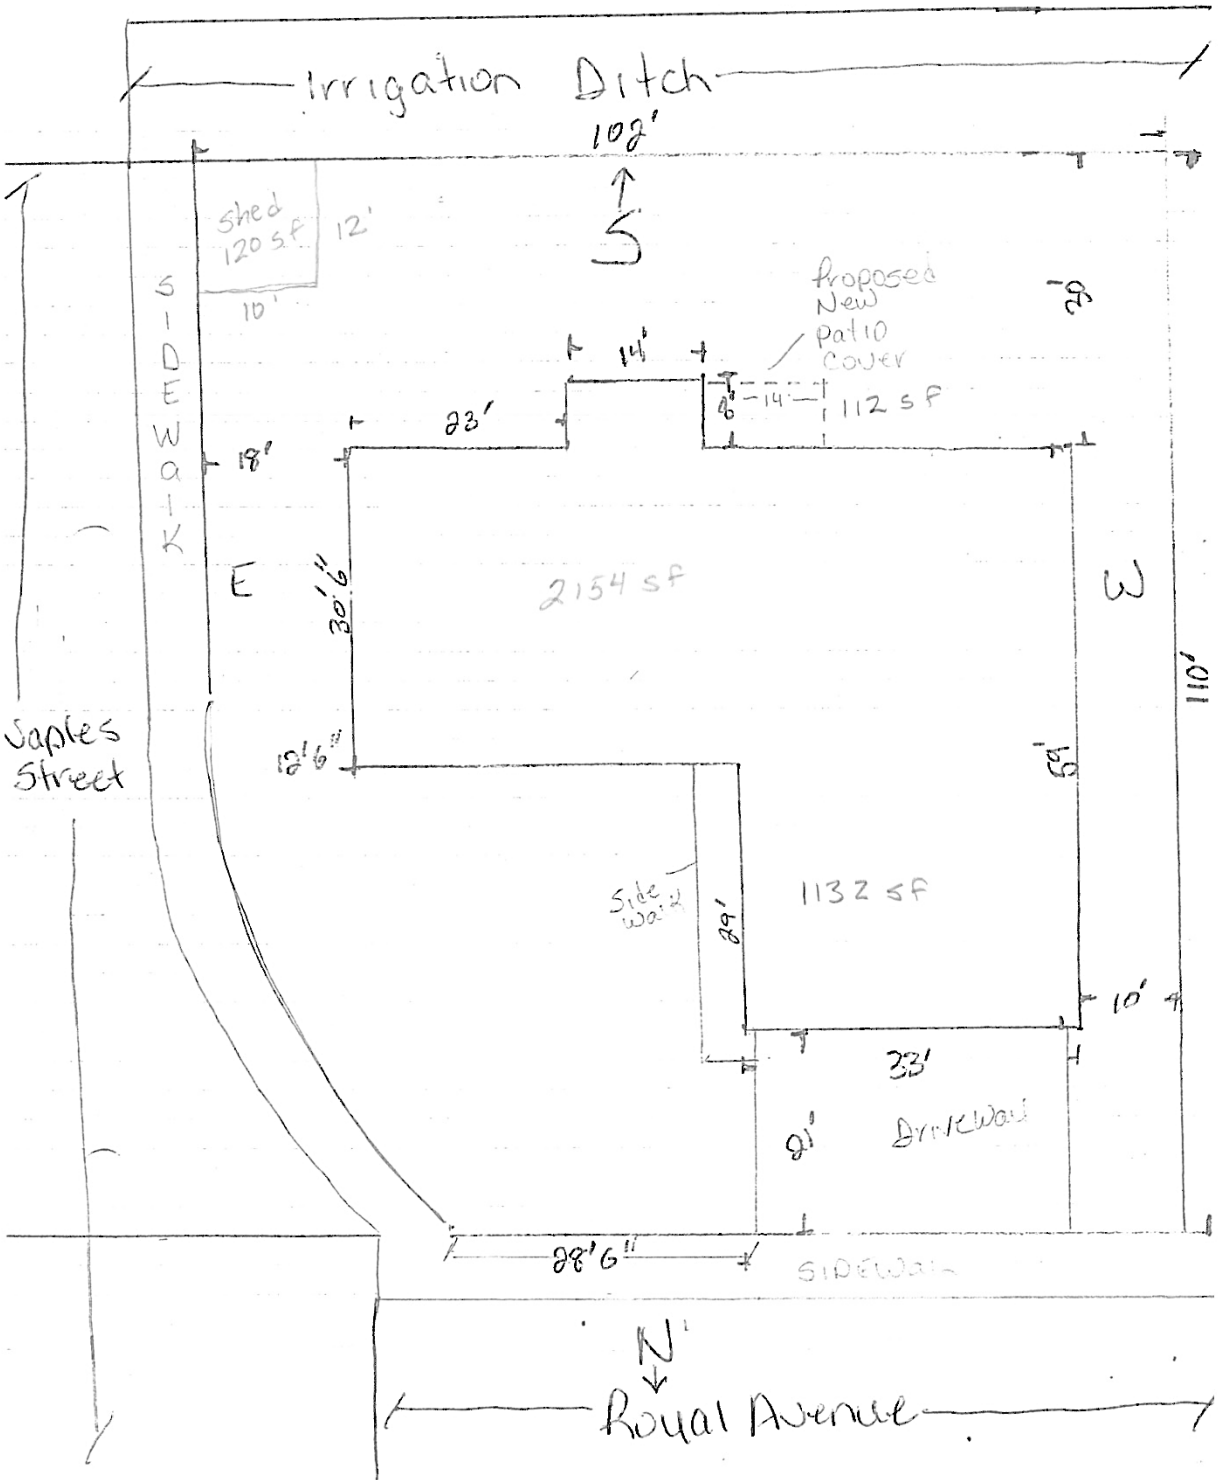 Irrigation Ditch
102'
S
Shed
120 sf
12'
10'
SIDEWalK
Proposed
New
patio
cover
14'
8'
14
112 sf
23'
18'
E
30'6"
2154 sf
W
110'
Naples
Street
12'6"
59'
Side
walk
29'
1132 sf
10'
33'
21'
Driveway
28'6"
SIDEWalk
N
Royal Avenue